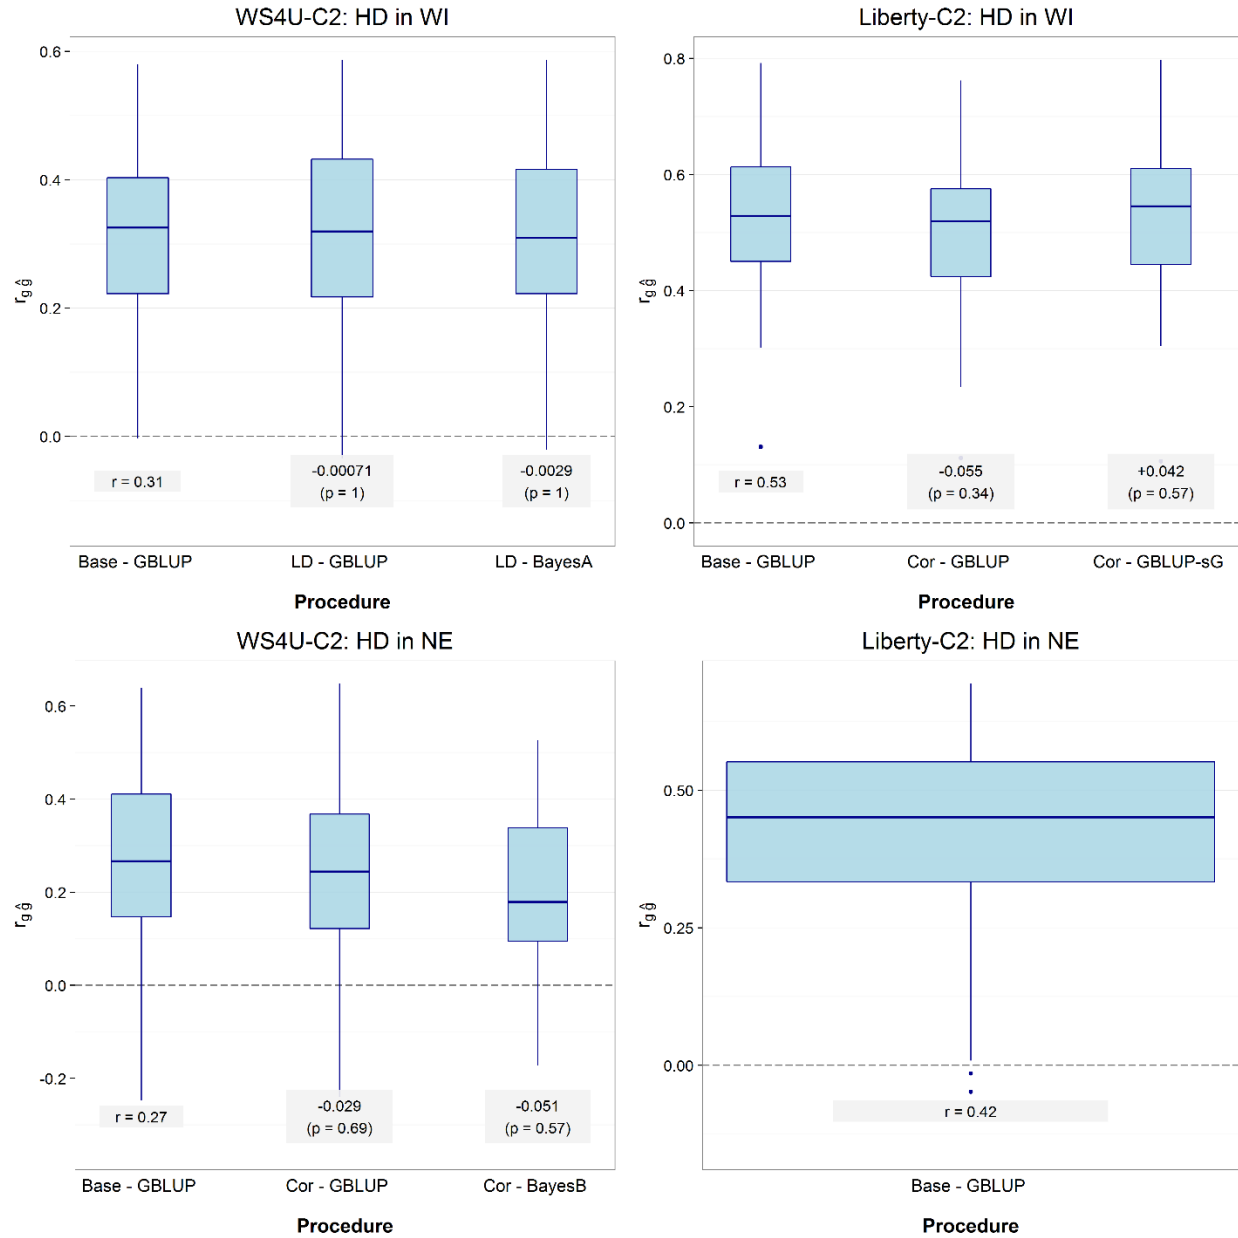 WS4U-C2: HD in WI
0.6
0.4
0.2
0.0
r g ĝ
r = 0.31
-0.00071
(p = 1)
-0.0029
(p = 1)
Base - GBLUP
LD - GBLUP
LD - BayesA
Procedure
Liberty-C2: HD in WI
0.8
0.6
0.4
0.2
0.0
r g ĝ
r = 0.53
-0.055
(p = 0.34)
+0.042
(p = 0.57)
Base - GBLUP
Cor - GBLUP
Cor - GBLUP-sG
Procedure
WS4U-C2: HD in NE
0.6
0.4
0.2
0.0
-0.2
r g ĝ
r = 0.27
-0.029
(p = 0.69)
-0.051
(p = 0.57)
Base - GBLUP
Cor - GBLUP
Cor - BayesB
Procedure
Liberty-C2: HD in NE
0.50
0.25
0.00
r g ĝ
r = 0.42
Base - GBLUP
Procedure